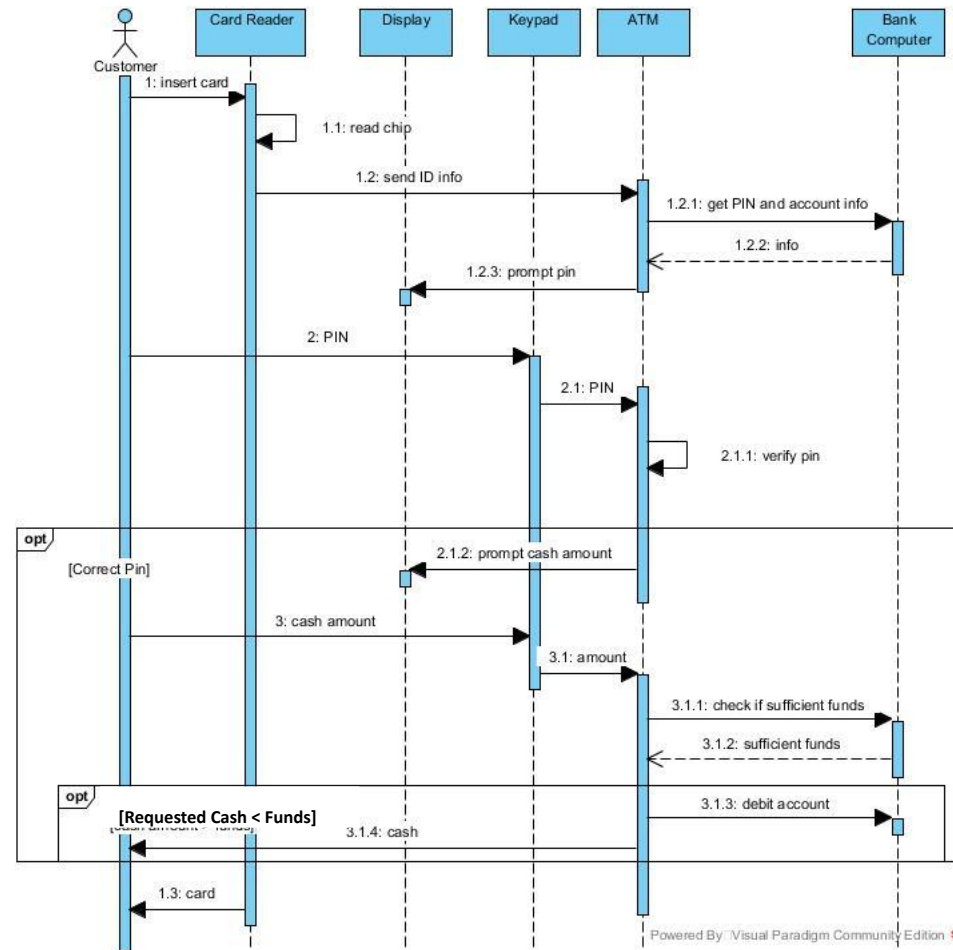 Card Reader
Display
Keypad
ATM
Bank
Computer
Customer
1: insert card
1.1: read chip
1.2: send ID info
1.2.1: get PIN and account info
1.2.2: info
1.2.3: prompt pin
2: PIN
2.1: PIN
2.1.1: verify pin
opt
[Correct Pin]
2.1.2: prompt cash amount
3: cash amount
3.1: amount
3.1.1: check if sufficient funds
3.1.2: sufficient funds
opt
[Requested Cash < Funds]
3.1.3: debit account
3.1.4: cash
1.3: card
Powered By Visual Paradigm Community Edition